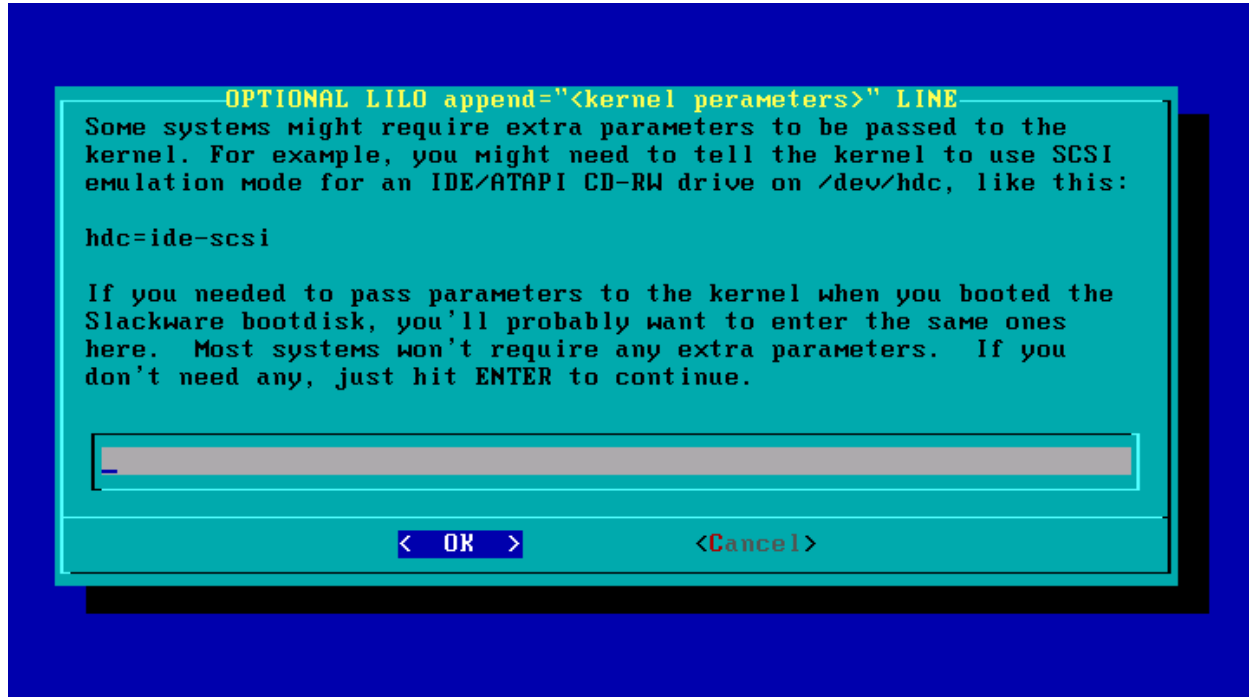 OPTIONAL LILO append="<kernel perameters>" LINE
Some systems might require extra parameters to be passed to the
kernel. For example, you might need to tell the kernel to use SCSI
emulation mode for an IDE/ATAPI CD-RW drive on /dev/hdc, like this:
hdc=ide-scsi
If you needed to pass parameters to the kernel when you booted the
Slackware bootdisk, you'll probably want to enter the same ones
here.  Most systems won't require any extra parameters.  If you
don't need any, just hit ENTER to continue.
<  OK  > <Cancel>